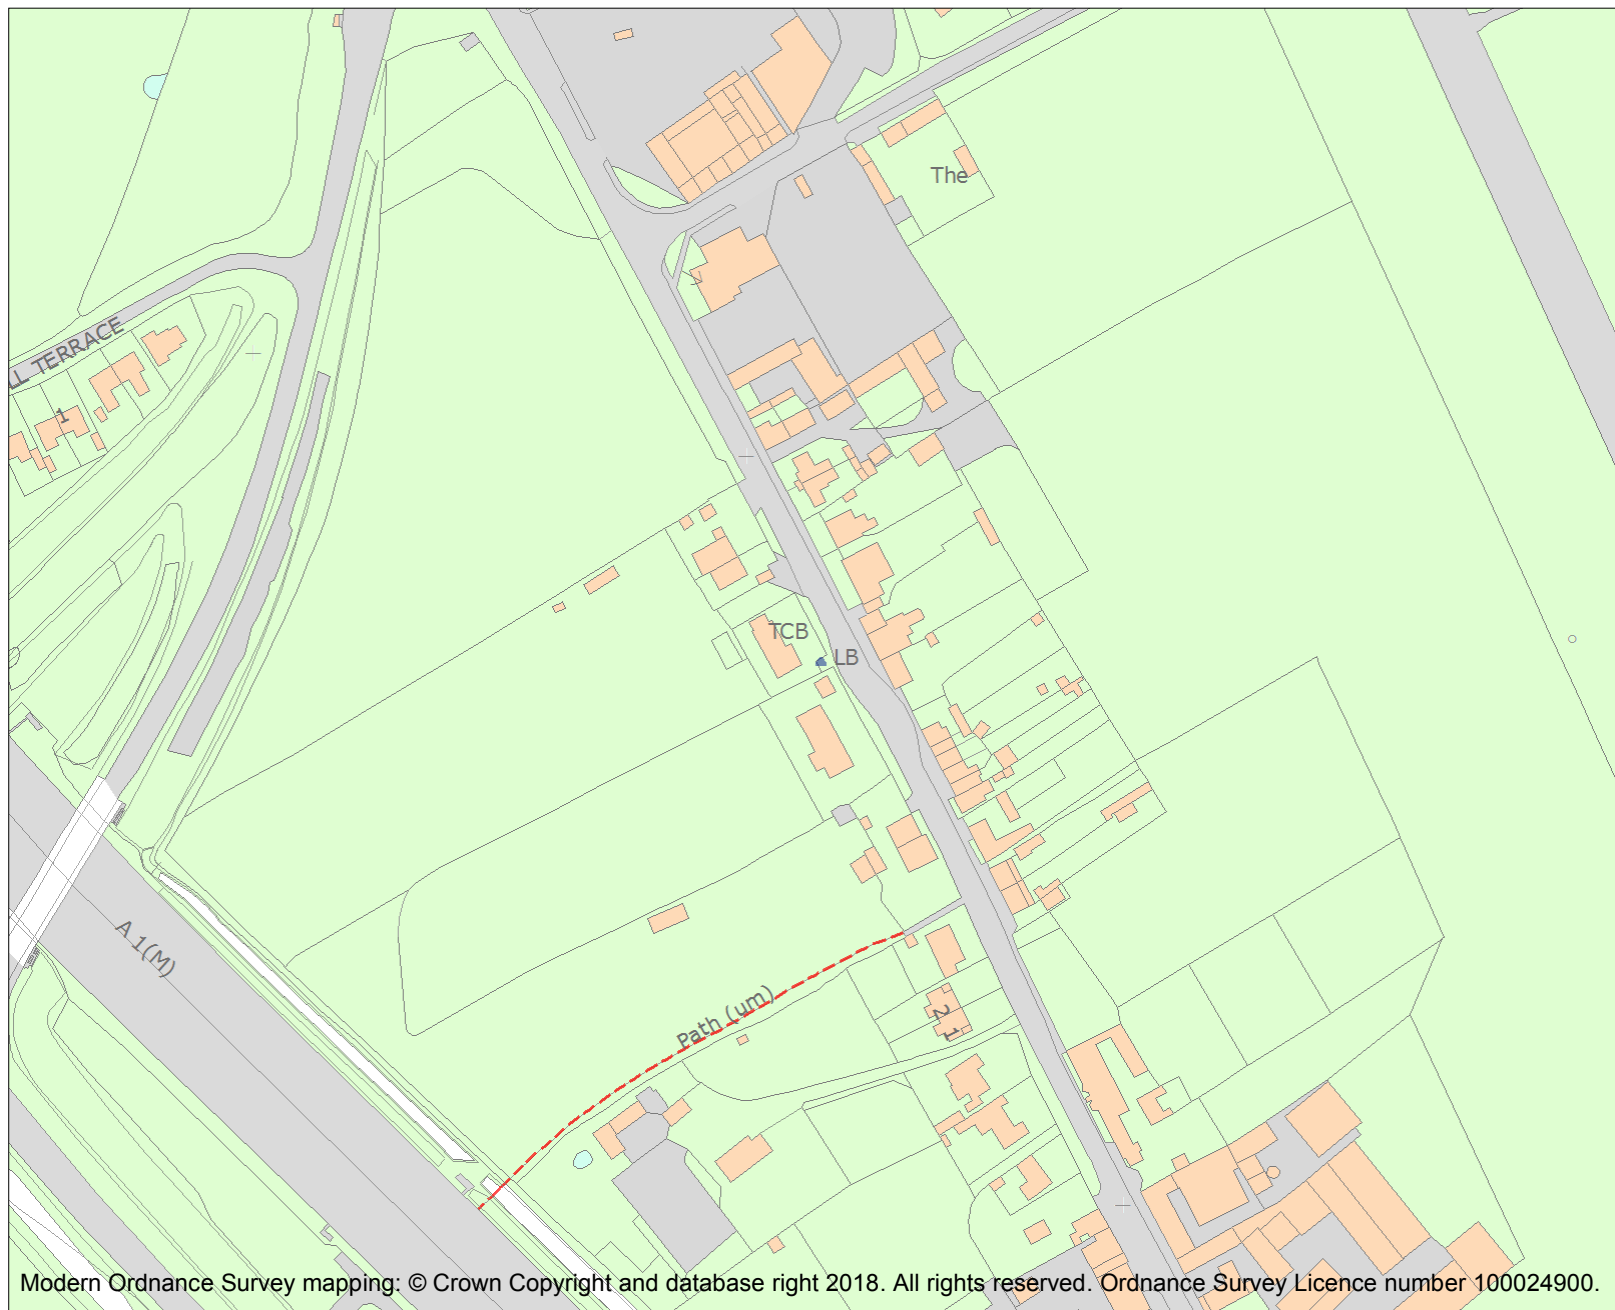 The
LL TERRACE
1
TCB
LB
A 1(M)
Path (um)
2
1
Modern Ordnance Survey mapping: © Crown Copyright and database right 2018. All rights reserved. Ordnance Survey Licence number 100024900.